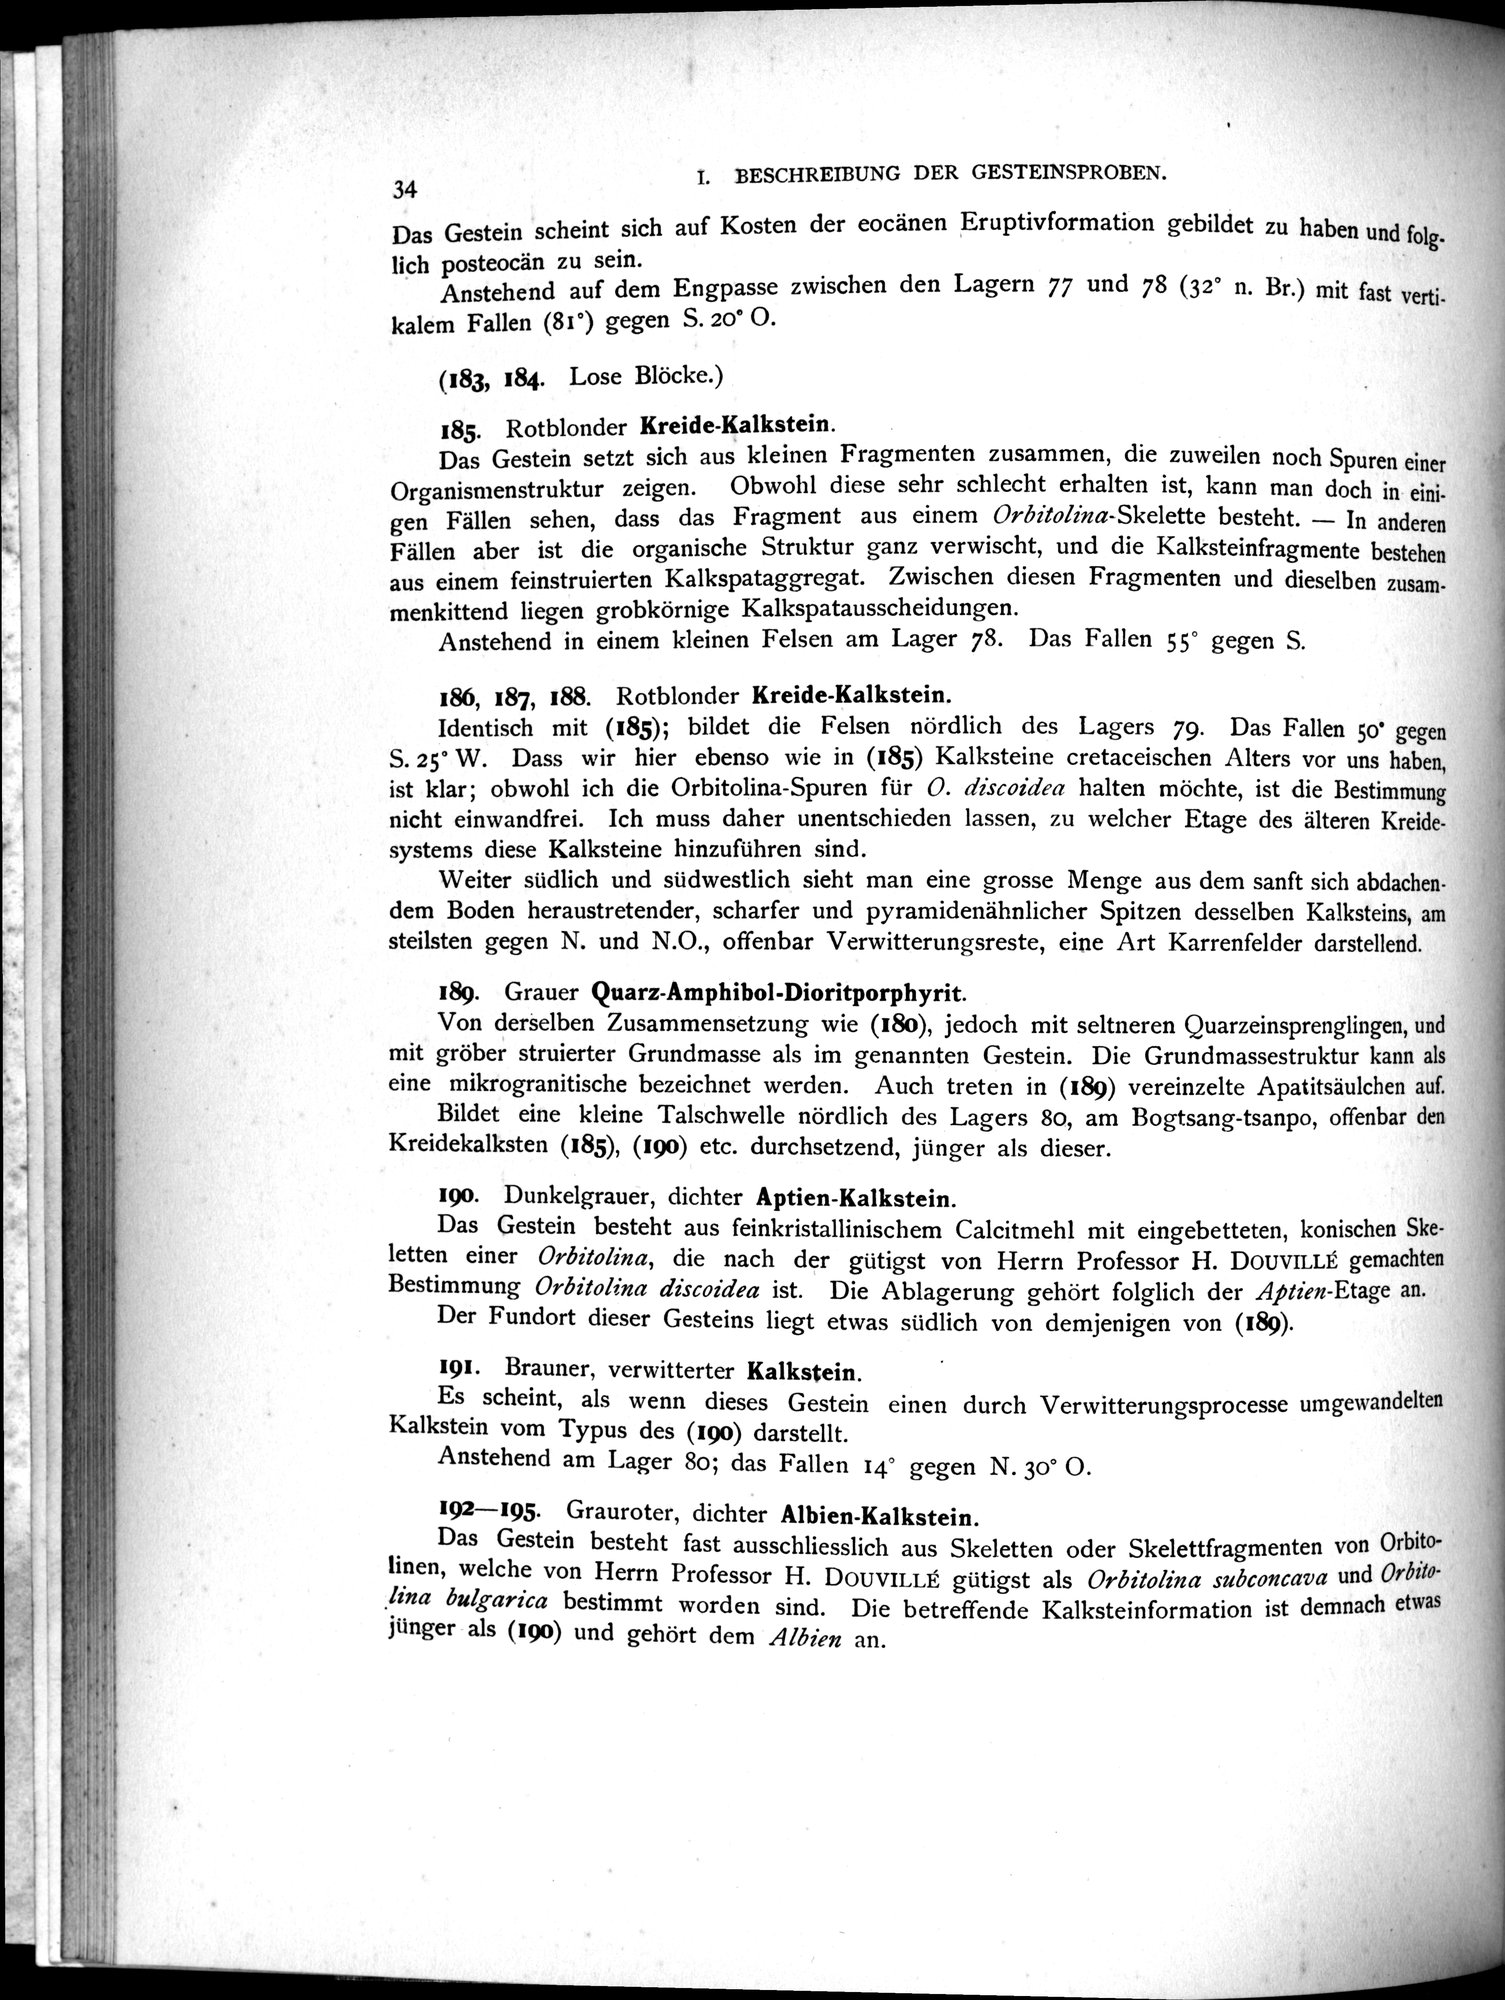 34
I. BESCHREIBUNG DER GESTEINSPROBEN.
Das Gestein scheint sich auf Kosten der eocänen Eruptivformation gebildet zu haben und folg-
lich posteocän zu sein.
Anstehend auf dem Engpasse zwischen den Lagern 77 und 78 (32° n. Br.) mit fast verti-
kalem Fallen (81°) gegen S. 20° O.
(183, 184. Lose Blöcke.)
185. Rotblonder Kreide-Kalkstein.
Das Gestein setzt sich aus kleinen Fragmenten zusammen, die zuweilen noch Spuren einer
Organismenstruktur zeigen. Obwohl diese sehr schlecht erhalten ist, kann man doch in eini-
gen Fällen sehen, dass das Fragment aus einem Orbitolina-Skelette besteht. — In anderen
Fällen aber ist die organische Struktur ganz verwischt, und die Kalksteinfragmente bestehen
aus einem feinstruierten Kalkspataggregat. Zwischen diesen Fragmenten und dieselben zusam-
menkittend liegen grobkörnige Kalkspatausscheidungen.
Anstehend in einem kleinen Felsen am Lager 78. Das Fallen 55° gegen S.
186, 187, 188. Rotblonder Kreide-Kalkstein.
Identisch mit (185); bildet die Felsen nördlich des Lagers 79. Das Fallen 50° gegen
S. 25° W. Dass wir hier ebenso wie in (185) Kalksteine cretaceischen Alters vor uns haben,
ist klar; obwohl ich die Orbitolina-Spuren für O. discoidea halten möchte, ist die Bestimmung
nicht einwandfrei. Ich muss daher unentschieden lassen, zu welcher Etage des älteren Kreide-
systems diese Kalksteine hinzuführen sind.
Weiter südlich und südwestlich sieht man eine grosse Menge aus dem sanft sich abdachen-
dem Boden heraustretender, scharfer und pyramidenähnlicher Spitzen desselben Kalksteins, am
steilsten gegen N. und N.O., offenbar Verwitterungsreste, eine Art Karrenfelder darstellend.
189. Grauer Quarz-Amphibol-Dioritporphyrit.
Von derselben Zusammensetzung wie (180), jedoch mit seltneren Quarzeinsprenglingen, und
mit gröber struierter Grundmasse als im genannten Gestein. Die Grundmassestruktur kann als
eine mikrogranitische bezeichnet werden. Auch treten in (189) vereinzelte Apatitsäulchen auf.
Bildet eine kleine Talschwelle nördlich des Lagers 80, am Bogtsang-tsanpo, offenbar den
Kreidekalksten (185), (190) etc. durchsetzend, jünger als dieser.
190. Dunkelgrauer, dichter Aptien-Kalkstein.
Das Gestein besteht aus feinkristallinischem Calcitmehl mit eingebetteten, konischen Ske-
letten einer Orbitolina, die nach der gütigst von Herrn Professor H. DOUVILLÉ gemachten
Bestimmung Orbitolina discoidea ist. Die Ablagerung gehört folglich der Aptien-Etage an.
Der Fundort dieser Gesteins liegt etwas südlich von demjenigen von (189).
191. Brauner, verwitterter Kalkstein.
Es scheint, als wenn dieses Gestein einen durch Verwitterungsprocesse umgewandelten
Kalkstein vom Typus des (190) darstellt.
Anstehend am Lager 80; das Fallen 14° gegen N. 30° O.
192—195. Grauroter, dichter Albien-Kalkstein.
Das Gestein besteht fast ausschliesslich aus Skeletten oder Skelettfragmenten von Orbito-
linen, welche von Herrn Professor H. DOUVILLÉ gütigst als Orbitolina subconcava und Orbito-
lina bulgarica bestimmt worden sind. Die betreffende Kalksteinformation ist demnach etwas
jünger als (190) und gehört dem Albien an.